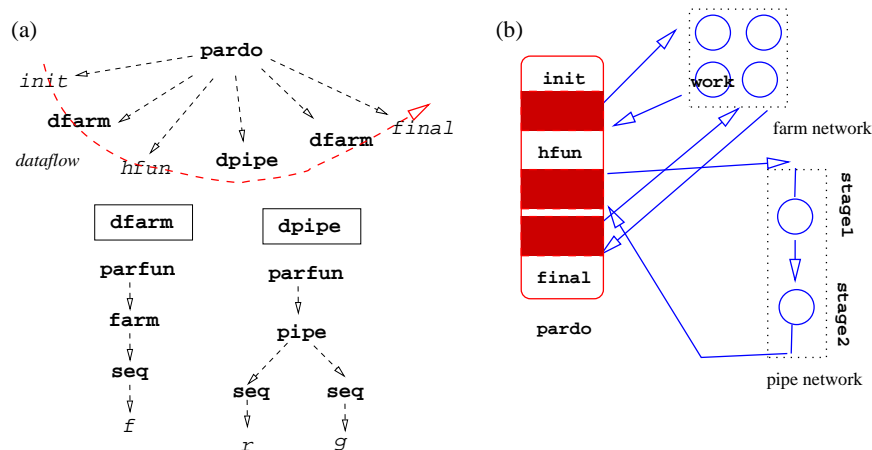 (a)
pardo
init
dfarm
dfarm
final
dataflow
hfun
dpipe
dfarm
dpipe
parfun
parfun
farm
pipe
seq
seq
seq
f
r
g
(b)
init
work
farm network
hfun
stage1
final
stage2
pardo
pipe network